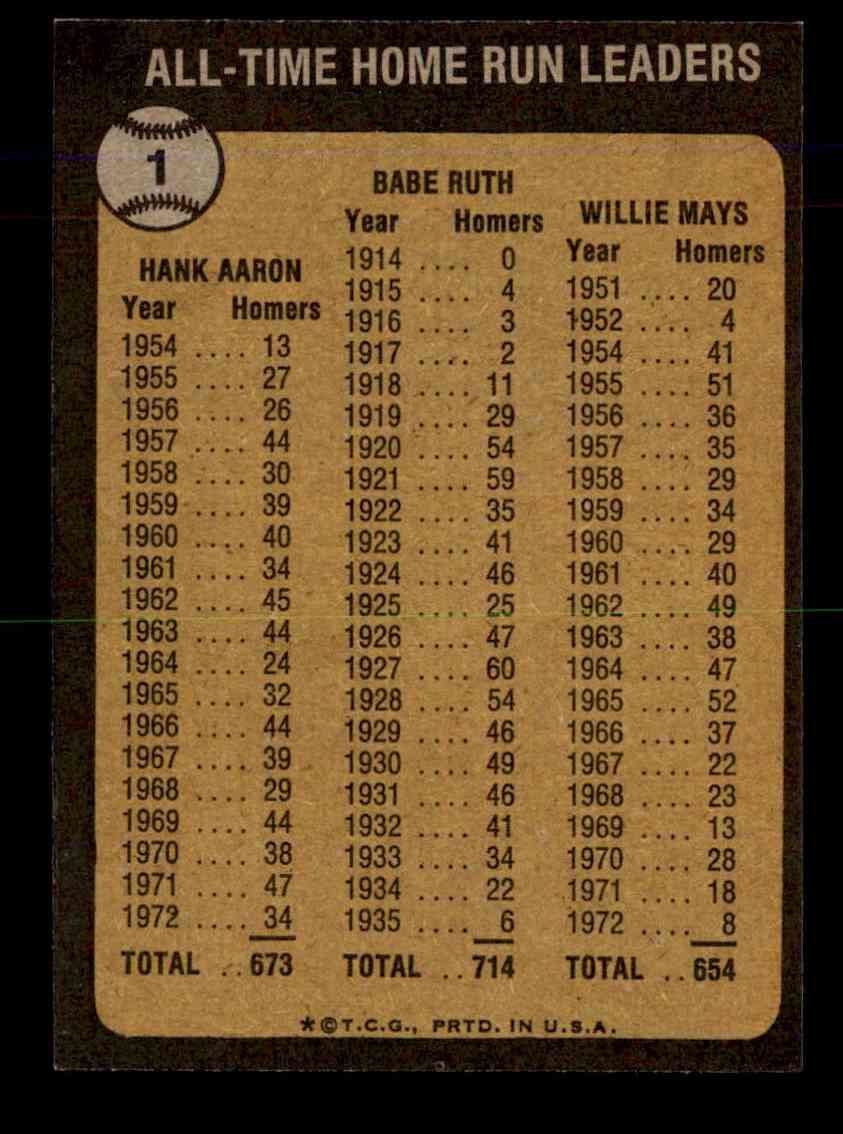 ALL-TIME HOME RUN LEADERS
1
HANK AARON
Year Homers
1954 .... 13
1955 .... 27
1956 .... 26
1957 .... 44
1958 .... 30
1959 .... 39
1960 .... 40
1961 .... 34
1962 .... 45
1963 .... 44
1964 .... 24
1965 .... 32
1966 .... 44
1967 .... 39
1968 .... 29
1969 .... 44
1970 .... 38
1971 .... 47
1972 .... 34
TOTAL ..673
BABE RUTH
Year Homers
1914 .... 0
1915 .... 4
1916 .... 3
1917 .... 2
1918 .... 11
1919 .... 29
1920 .... 54
1921 .... 59
1922 .... 35
1923 .... 41
1924 .... 46
1925 .... 25
1926 .... 47
1927 .... 60
1928 .... 54
1929 .... 46
1930 .... 49
1931 .... 46
1932 .... 41
1933 .... 34
1934 .... 22
1935 .... 6
TOTAL ..714
WILLIE MAYS
Year Homers
1951 .... 20
1952 .... 4
1954 .... 41
1955 .... 51
1956 .... 36
1957 .... 35
1958 .... 29
1959 .... 34
1960 .... 29
1961 .... 40
1962 .... 49
1963 .... 38
1964 .... 47
1965 .... 52
1966 .... 37
1967 .... 22
1968 .... 23
1969 .... 13
1970 .... 28
1971 .... 18
1972 .... 8
TOTAL ..654
*©T.C.G., PRTD. IN U.S.A.